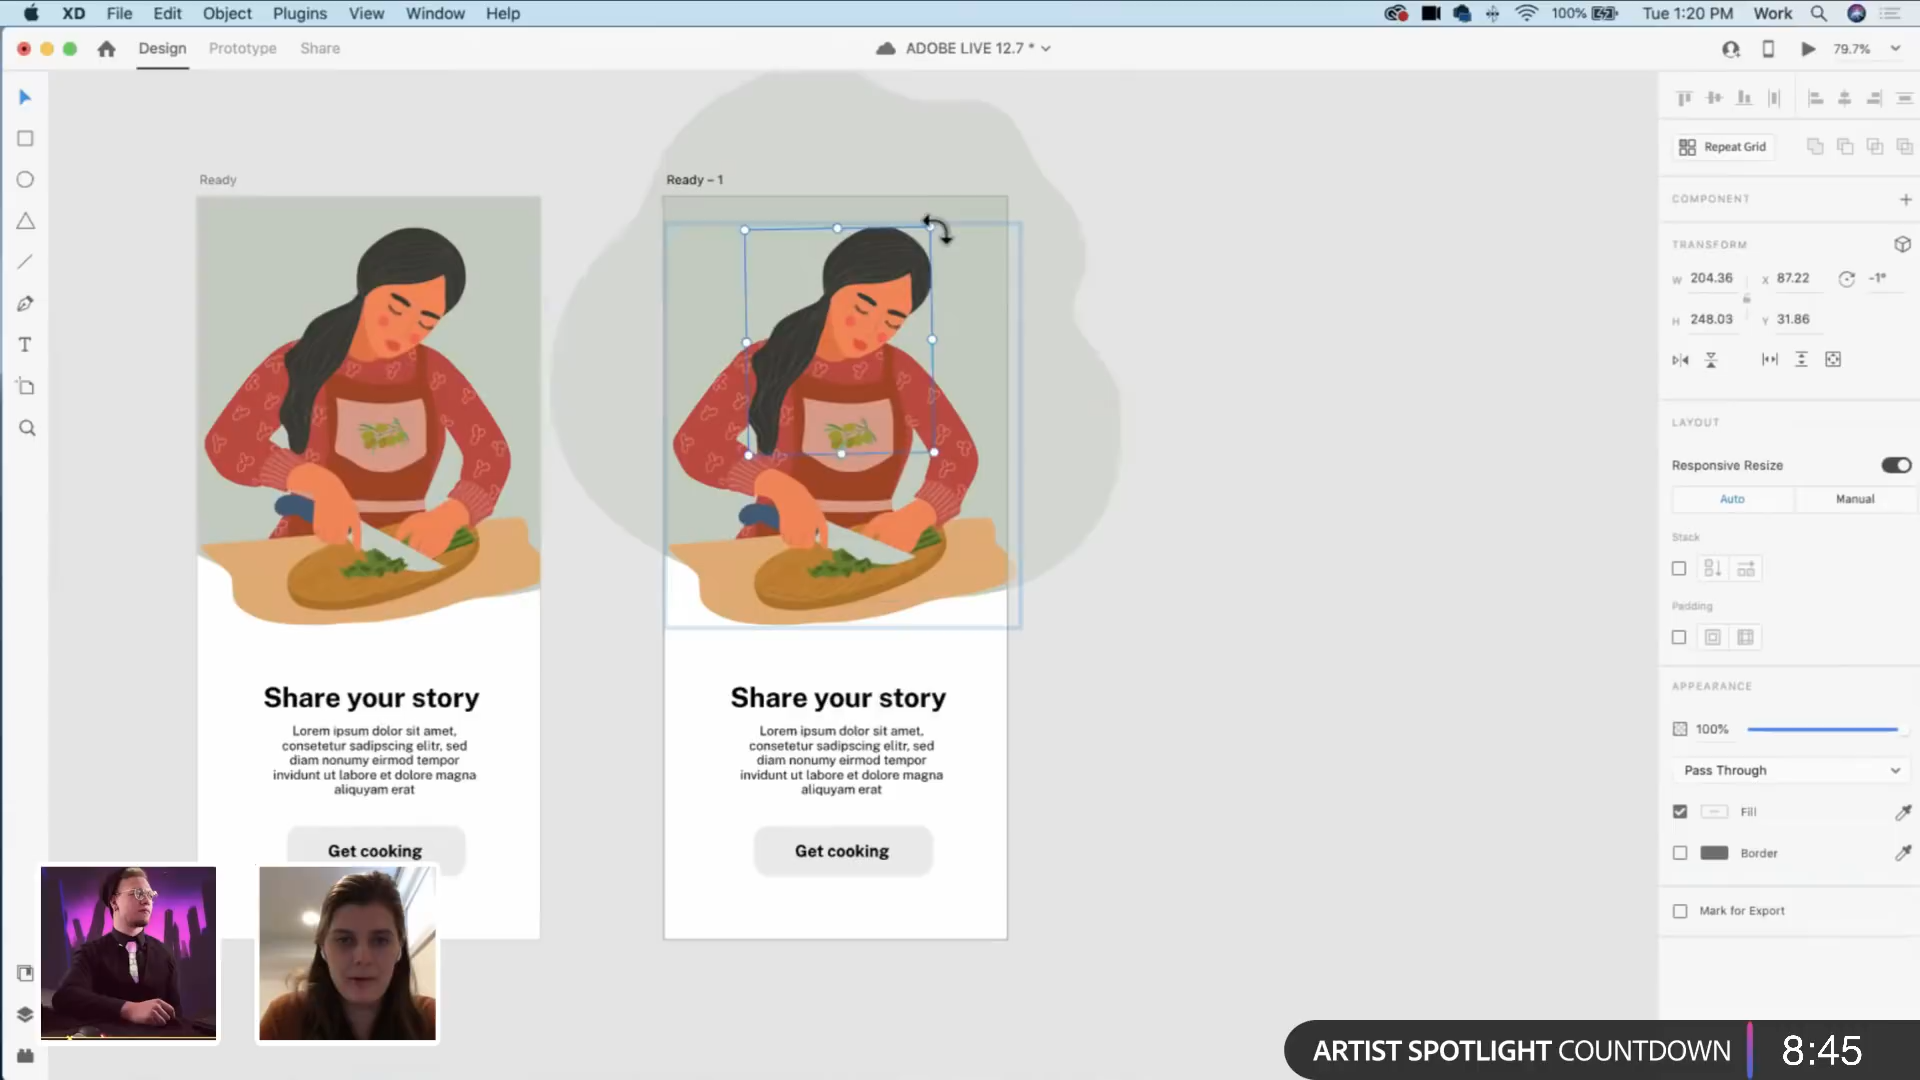 XD File Edit Object Plugins View Window Help
100% Tue 1:20 PM Work
Design Prototype Share
ADOBE LIVE 12.7 *
79.7%
Repeat Grid
COMPONENT
TRANSFORM
W 204.36 X 87.22 -1°
H 248.03 Y 31.86
LAYOUT
Responsive Resize
Auto Manual
Stack
Padding
APPEARANCE
100%
Pass Through
Fill
Border
Mark for Export
Ready
Share your story
Lorem ipsum dolor sit amet,
consetetur sadipscing elitr, sed
diam nonumy eirmod tempor
invidunt ut labore et dolore magna
aliquyam erat
Get cooking
Ready – 1
Share your story
Lorem ipsum dolor sit amet,
consetetur sadipscing elitr, sed
diam nonumy eirmod tempor
invidunt ut labore et dolore magna
aliquyam erat
Get cooking
ARTIST SPOTLIGHT COUNTDOWN 8:45